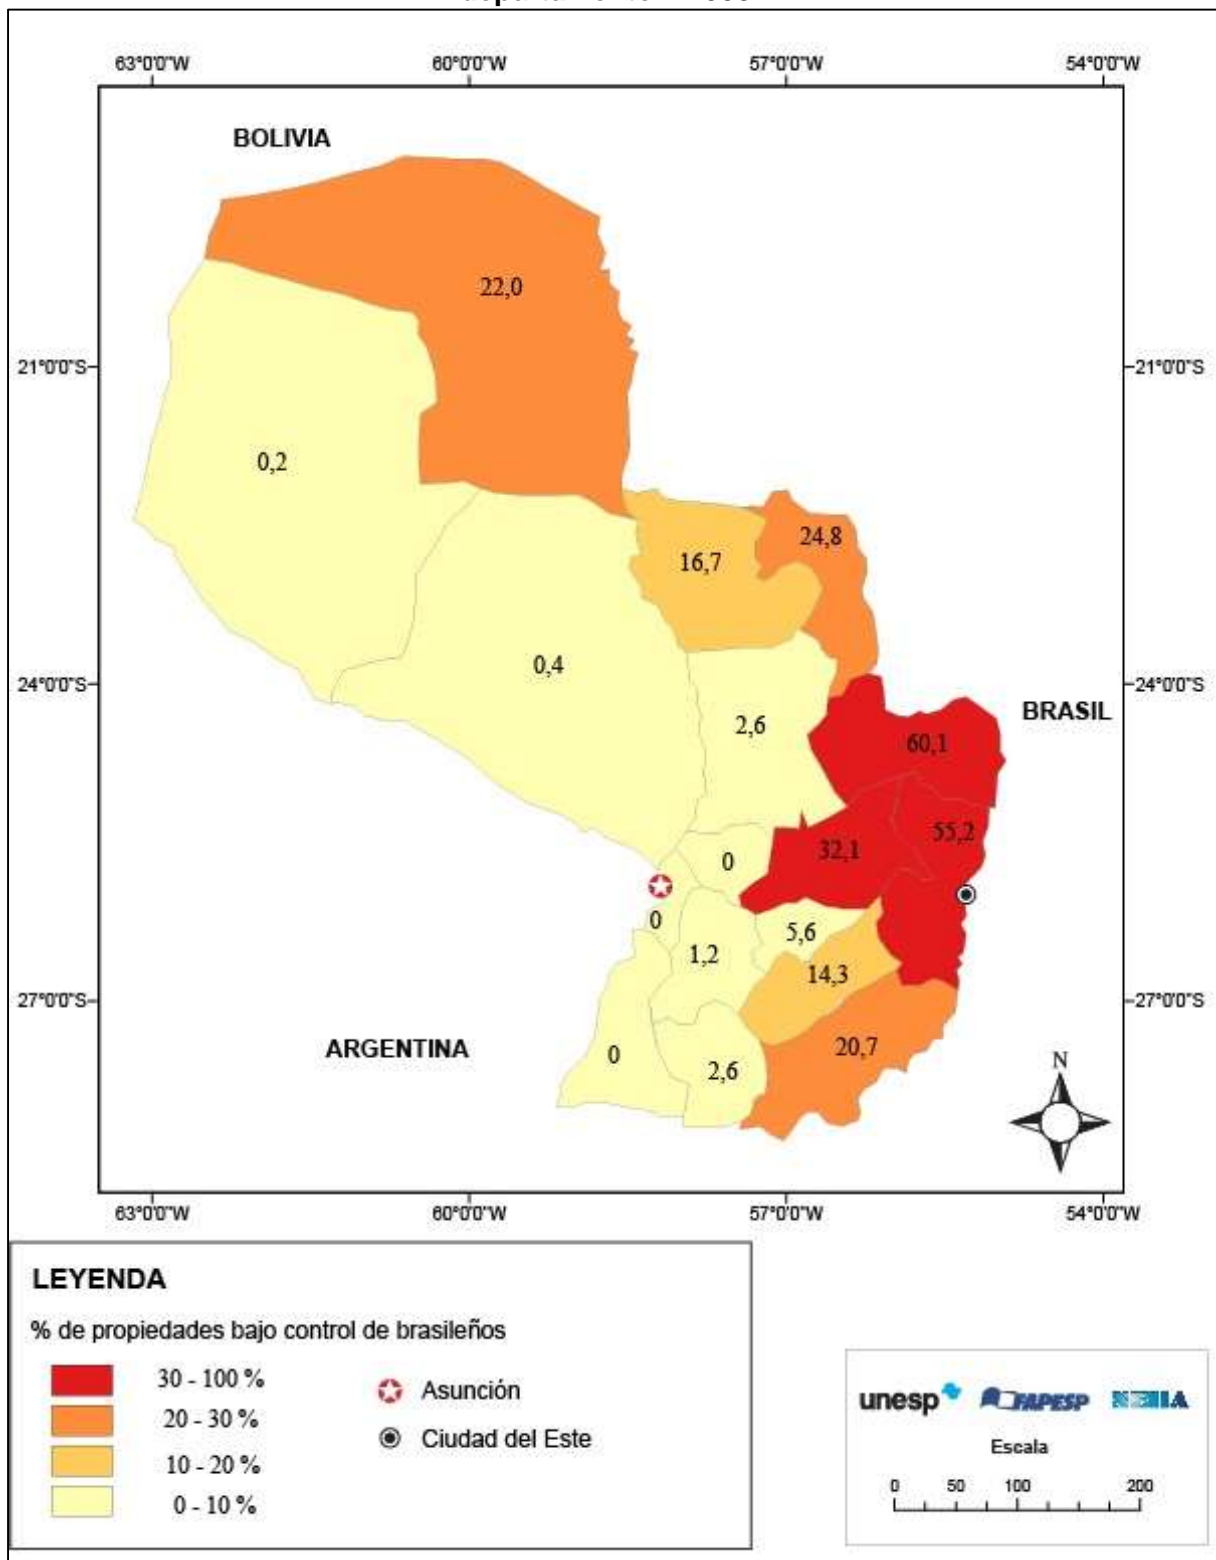 63°0'0"W 60°0'0"W 57°0'0"W 54°0'0"W
BOLIVIA
22,0
21°0'0"S 21°0'0"S
0,2
24,8
16,7
0,4
24°0'0"S 24°0'0"S
BRASIL
2,6
60,1
55,2
32,1
0
0
5,6
1,2
14,3
27°0'0"S 27°0'0"S
ARGENTINA
20,7
0
2,6
N
63°0'0"W 60°0'0"W 57°0'0"W 54°0'0"W
LEYENDA
% de propiedades bajo control de brasileños
30 - 100 %
20 - 30 %
10 - 20 %
0 - 10 %
Asunción
Ciudad del Este
unesp FAPESP NERA
Escala
0 50 100 200